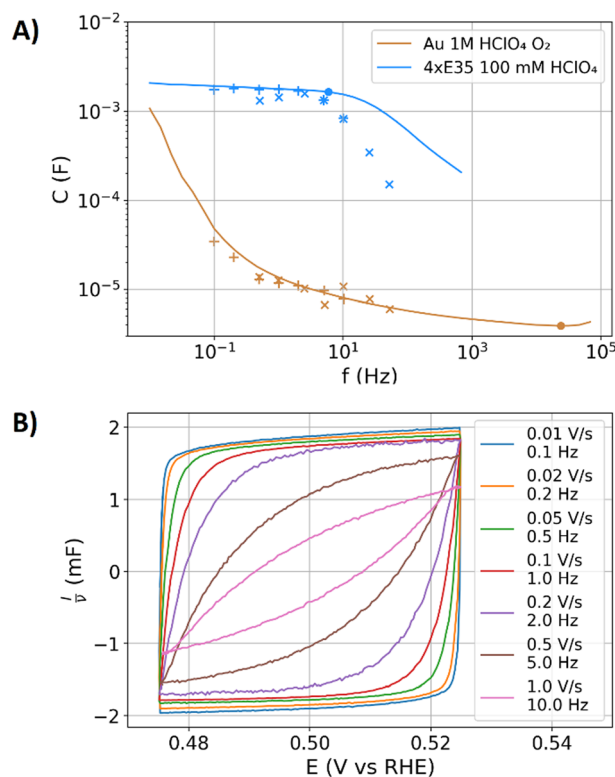 A)
10⁻²
10⁻³
10⁻⁴
10⁻⁵
C (F)
Au 1M HClO₄ O₂
4xE35 100 mM HClO₄
10⁻¹ 10¹ 10³ 10⁵
f (Hz)
B)
2
1
0
−1
−2
I/ν (mF)
0.01 V/s
0.1 Hz
0.02 V/s
0.2 Hz
0.05 V/s
0.5 Hz
0.1 V/s
1.0 Hz
0.2 V/s
2.0 Hz
0.5 V/s
5.0 Hz
1.0 V/s
10.0 Hz
0.48 0.50 0.52
E (V vs RHE)